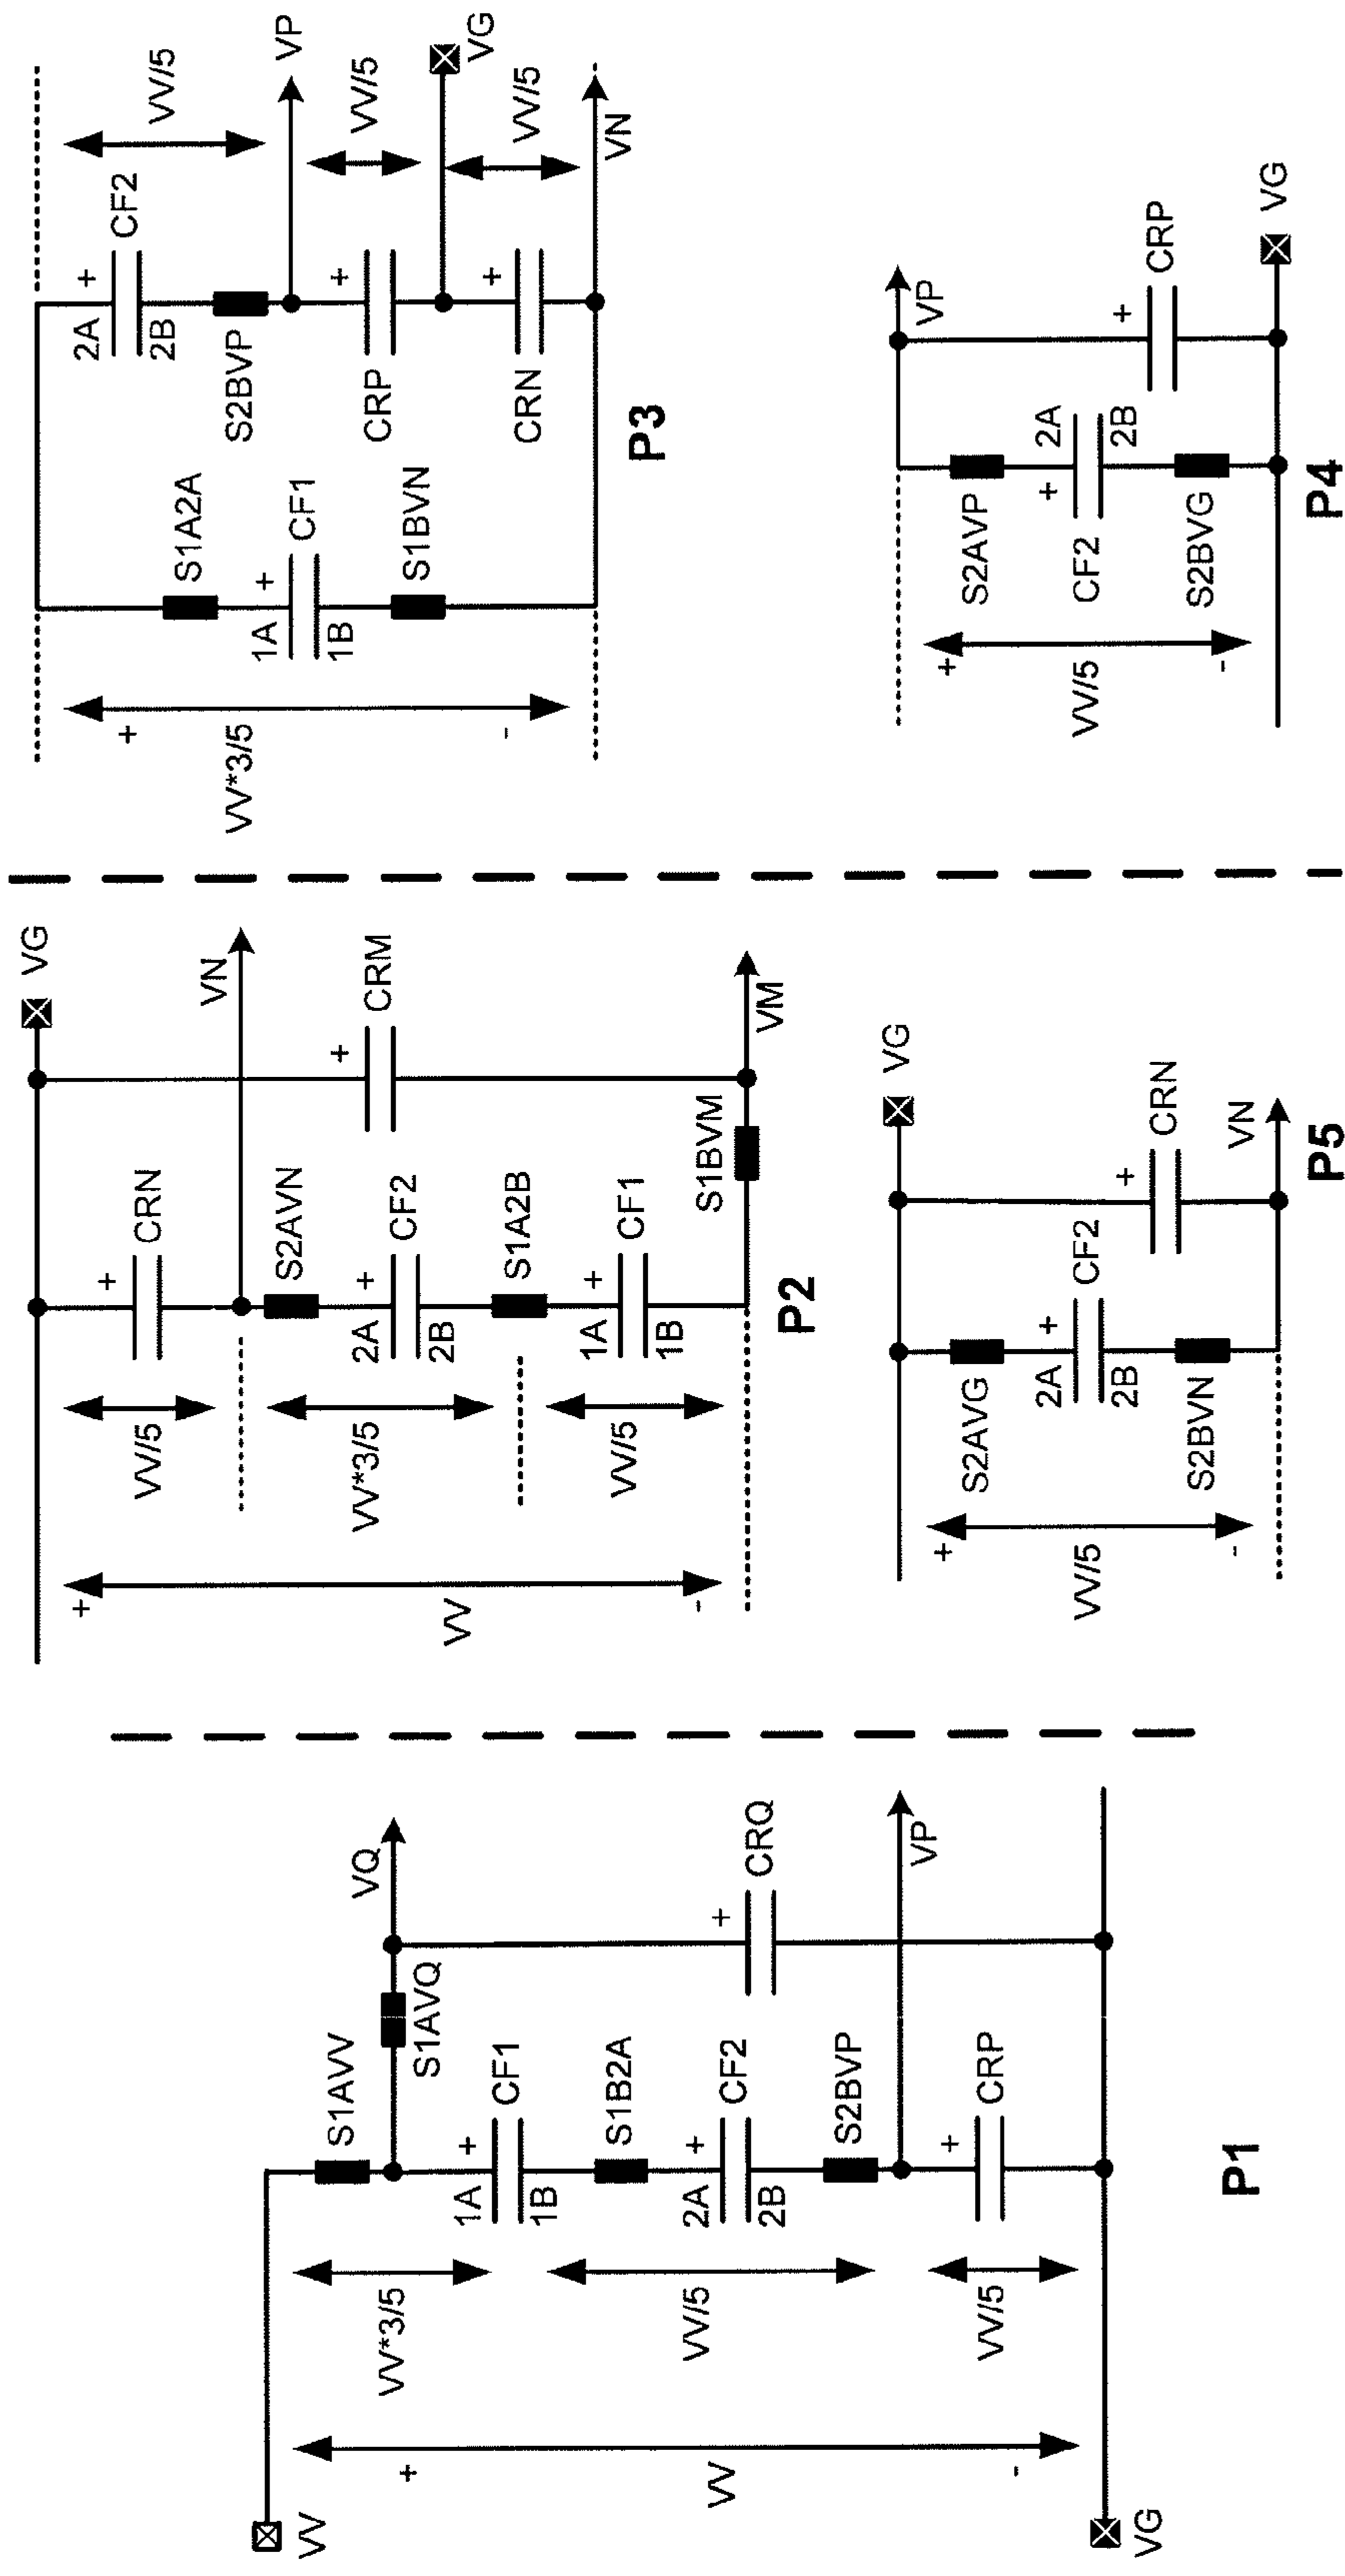 VV
S1AVV
VQ
S1AVQ
VV*3/5
+
1A
1B
CF1
+
VV
-
S1B2A
VV/5
+
2A
2B
CF2
+
CRQ
S2BVP
VP
VV/5
+
CRP
VG
P1
VG
+
VV
-
VV/5
+
CRN
VN
S2AVN
VV*3/5
+
2A
2B
CF2
+
CRM
S1A2B
VV/5
+
1A
1B
CF1
S1BVM
VM
P2
+
VV*3/5
-
S1A2A
+
1A
1B
CF1
S1BVN
+
2A
2B
CF2
S2BVP
VV/5
VP
+
CRP
VV/5
VG
+
CRN
VV/5
VN
P3
VG
+
VV/5
-
S2AVG
+
2A
2B
CF2
S2BVN
+
CRN
VN
P5
+
VV/5
-
S2AVP
+
2A
2B
CF2
S2BVG
VP
+
CRP
VG
P4